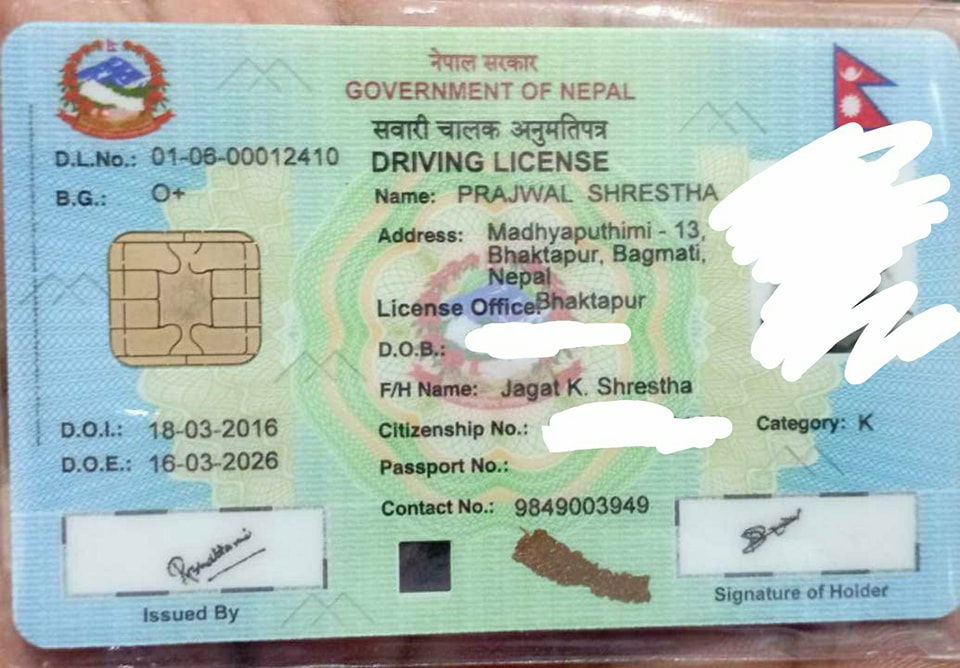 नेपाल सरकार
GOVERNMENT OF NEPAL
सवारी चालक अनुमतिपत्र
DRIVING LICENSE
D.L.No.: 01-06-00012410
B.G.: O+
Name: PRAJWAL SHRESTHA
Address: Madhyaputhimi - 13,
Bhaktapur, Bagmati,
Nepal
License Office: Bhaktapur
D.O.B.:
F/H Name: Jagat K. Shrestha
D.O.I.: 18-03-2016
Citizenship No.:
Category: K
D.O.E.: 16-03-2026
Passport No.:
Contact No.: 9849003949
Issued By
Signature of Holder